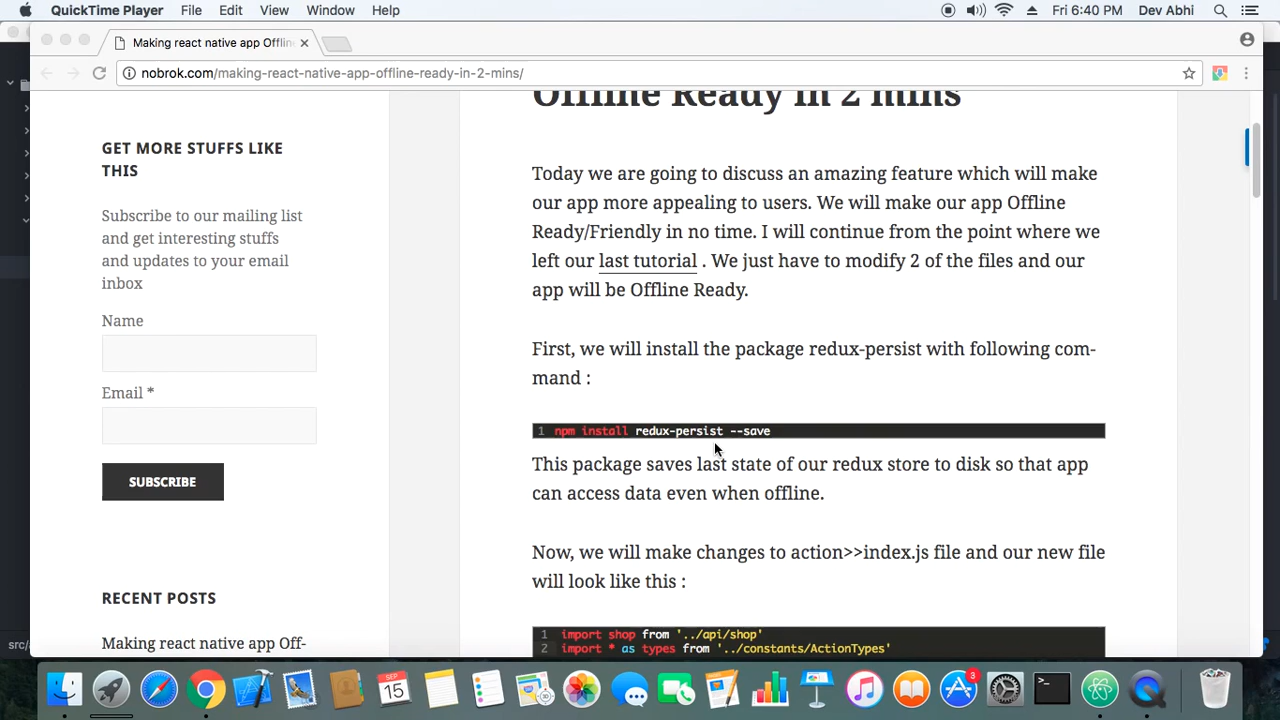 QuickTime Player File Edit View Window Help Fri 6:40 PM Dev Abhi
Making react native app Offlin
nobrok.com/making-react-native-app-offline-ready-in-2-mins/
Offline Ready in 2 mins
GET MORE STUFFS LIKE
THIS
Subscribe to our mailing list
and get interesting stuffs
and updates to your email
inbox
Name
Email *
SUBSCRIBE
RECENT POSTS
Making react native app Off-
Today we are going to discuss an amazing feature which will make
our app more appealing to users. We will make our app Offline
Ready/Friendly in no time. I will continue from the point where we
left our last tutorial . We just have to modify 2 of the files and our
app will be Offline Ready.
First, we will install the package redux-persist with following com-
mand :
1 npm install redux-persist --save
This package saves last state of our redux store to disk so that app
can access data even when offline.
Now, we will make changes to action>>index.js file and our new file
will look like this :
1 import shop from '../api/shop'
2 import * as types from '../constants/ActionTypes'
src/
SEP
15
3